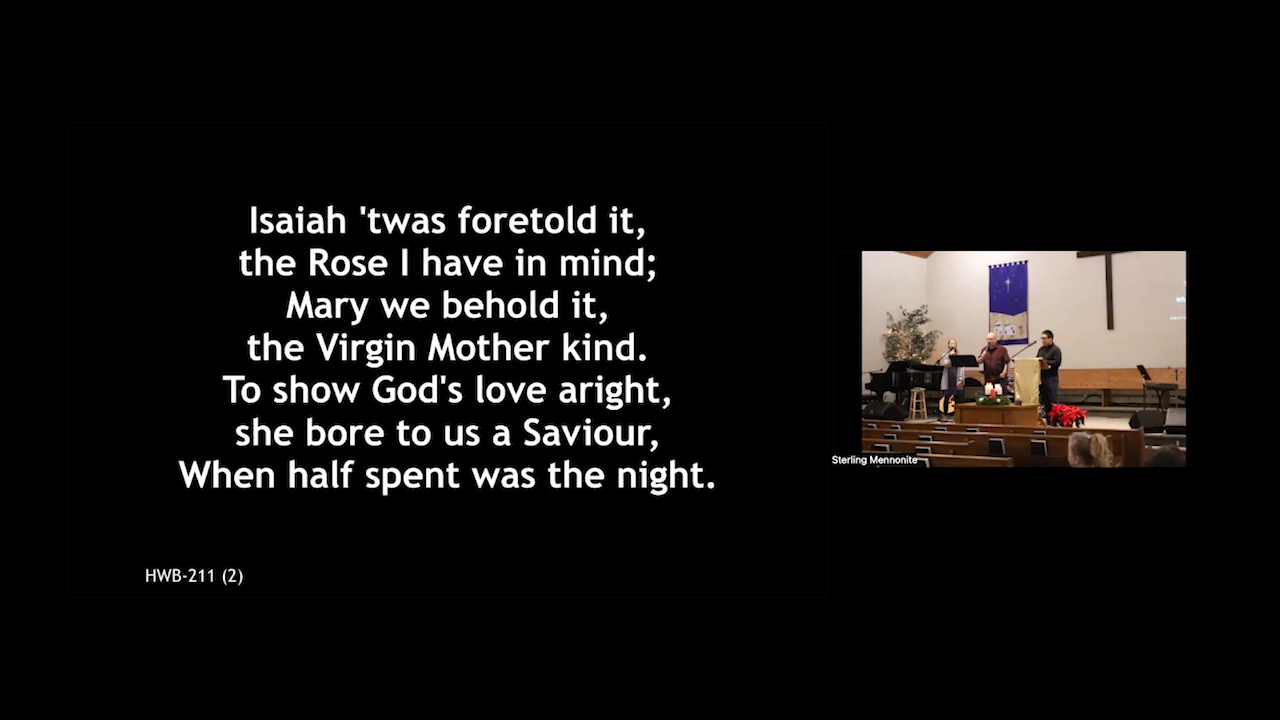 Isaiah 'twas foretold it,
the Rose I have in mind;
Mary we behold it,
the Virgin Mother kind.
To show God's love aright,
she bore to us a Saviour,
When half spent was the night.
HWB-211 (2)
Sterling Mennonite